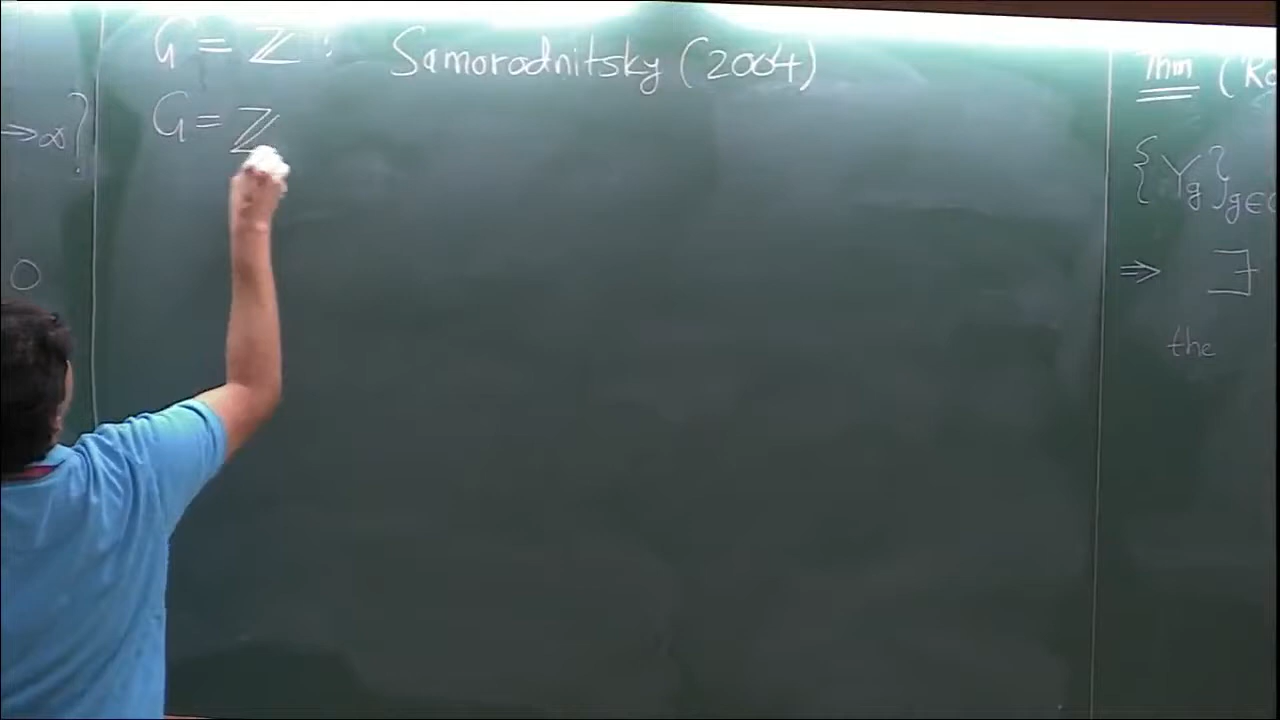 →∞}
0
G = ℤ : Samorodnitsky (2004)
G = ℤ
Thm (Ro
{Y_g}_{g∈G
⇒ ∃
the